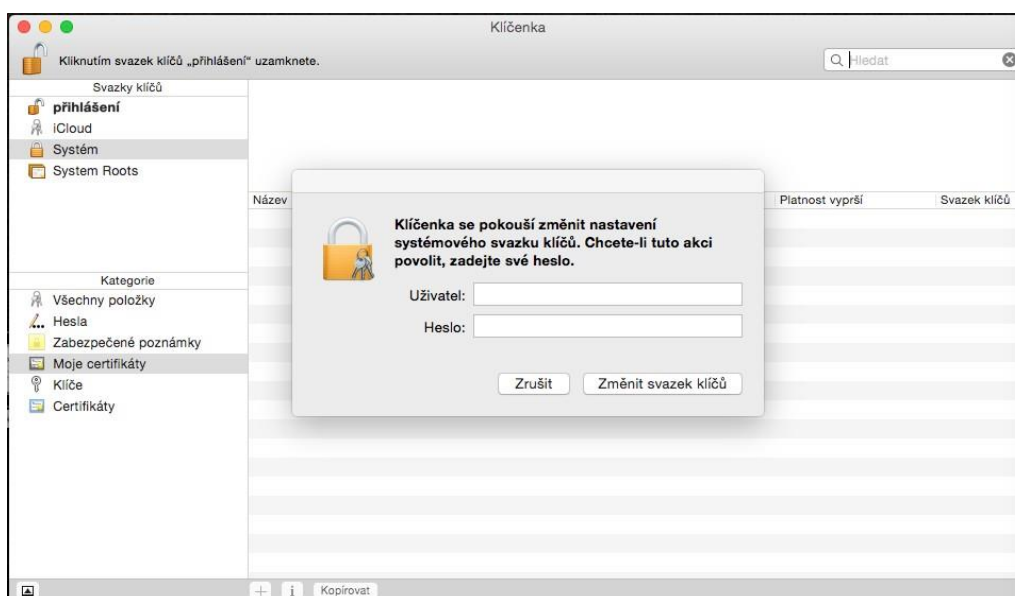 Klíčenka
Kliknutím svazek klíčů „přihlášení“ uzamknete.
Hledat
Svazky klíčů
přihlášení
iCloud
Systém
System Roots
Název
Platnost vyprší
Svazek klíčů
Klíčenka se pokouší změnit nastavení
systémového svazku klíčů. Chcete-li tuto akci
povolit, zadejte své heslo.
Uživatel:
Heslo:
Zrušit
Změnit svazek klíčů
Kategorie
Všechny položky
Hesla
Zabezpečené poznámky
Moje certifikáty
Klíče
Certifikáty
Kopírovat